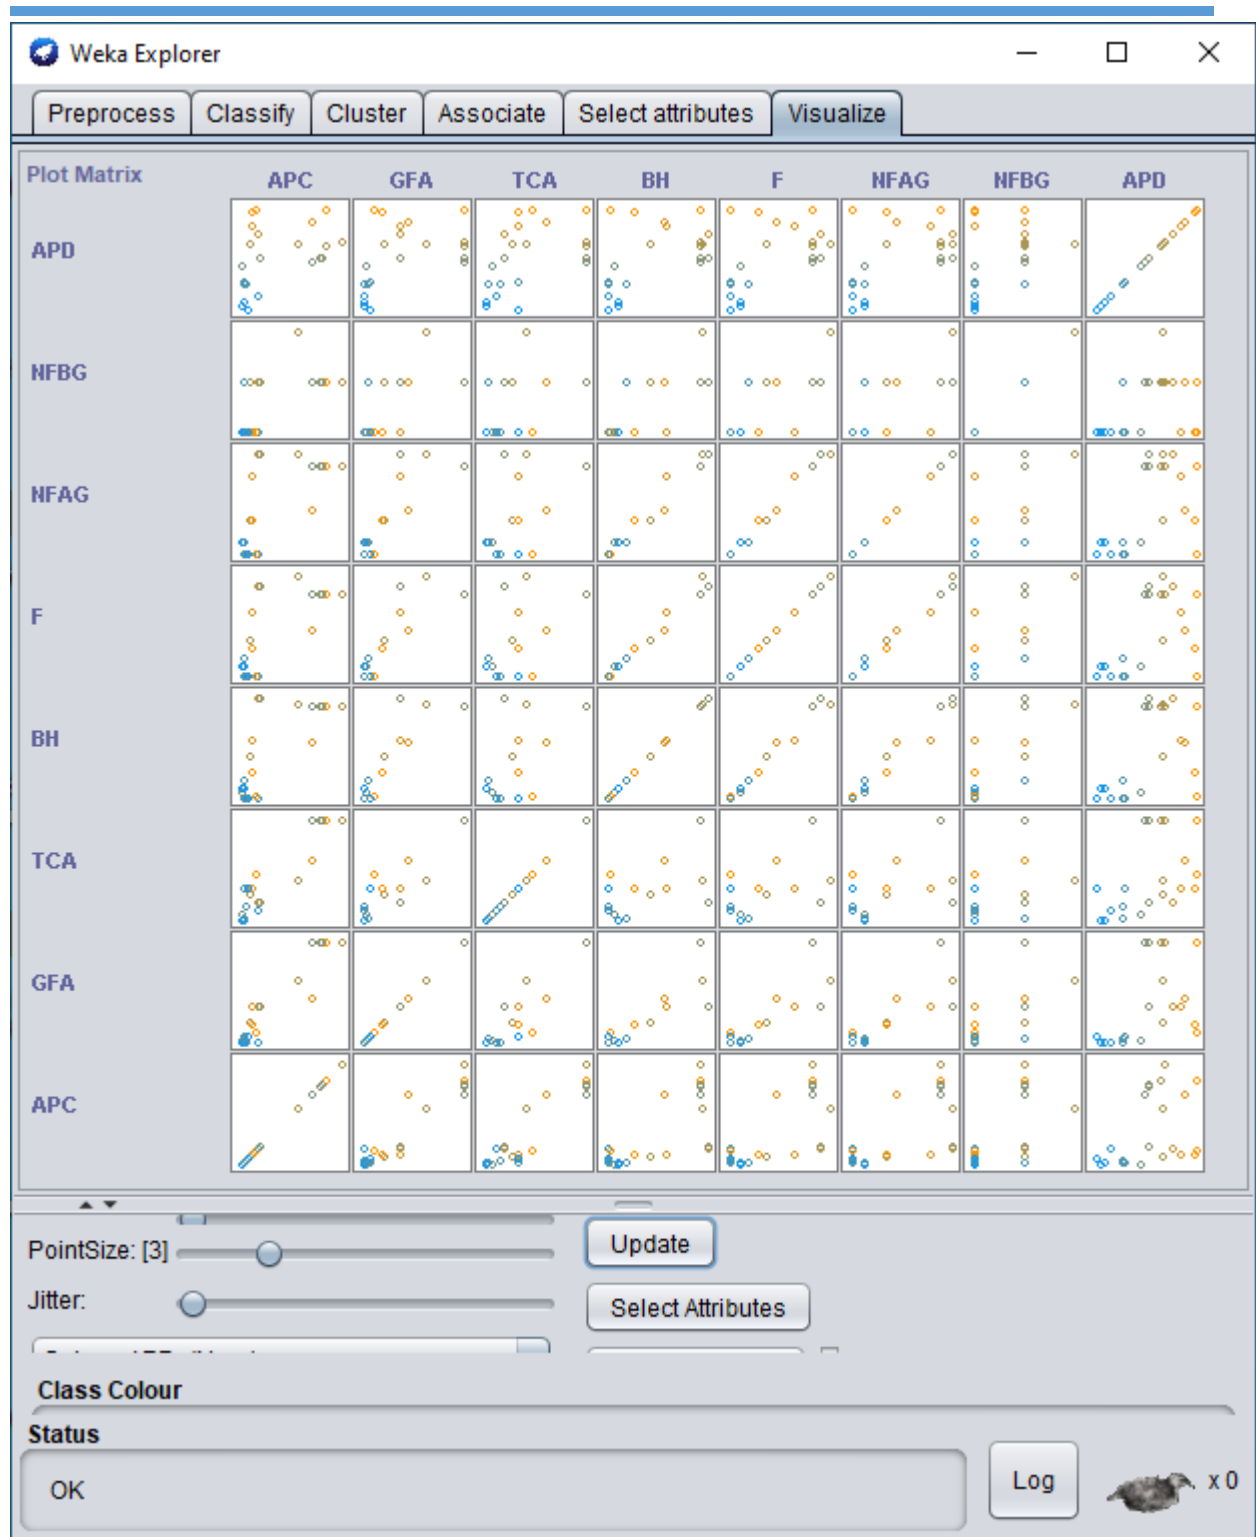 Weka Explorer
Preprocess Classify Cluster Associate Select attributes Visualize
Plot Matrix APC GFA TCA BH F NFAG NFBG APD
APD
NFBG
NFAG
F
BH
TCA
GFA
APC
PointSize: [3] Update
Jitter: Select Attributes
Class Colour
Status
OK Log x 0